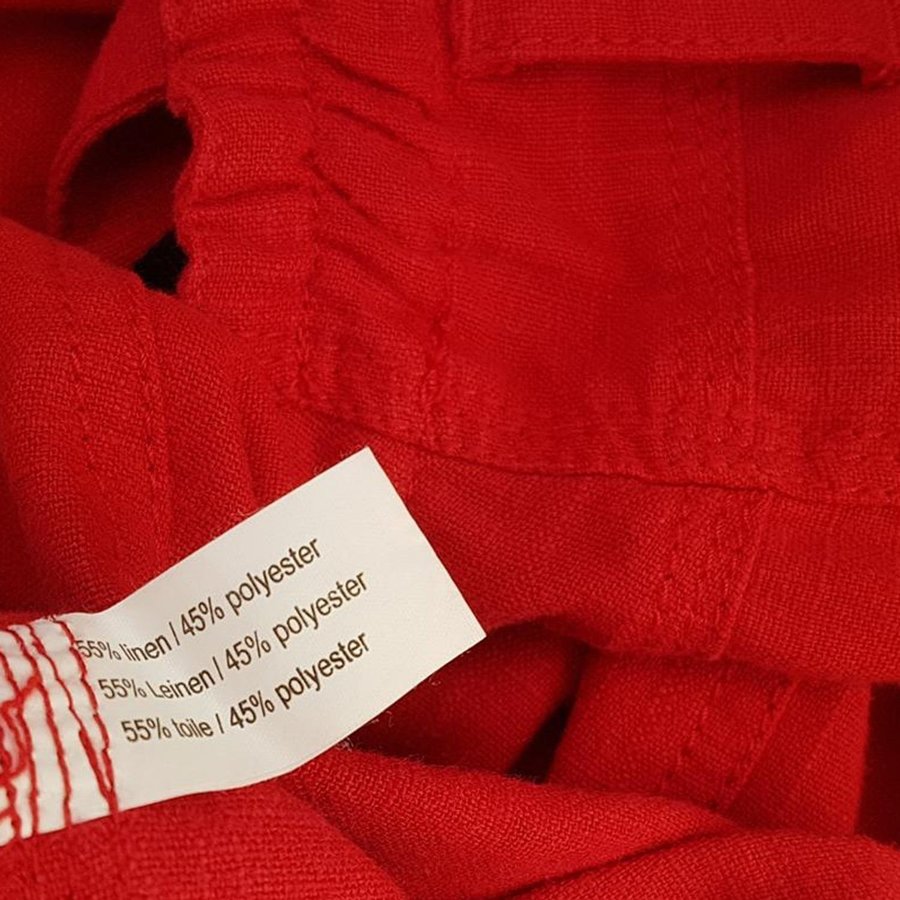 55% linen / 45% polyester
55% Leinen / 45% polyester
55% toile / 45% polyester